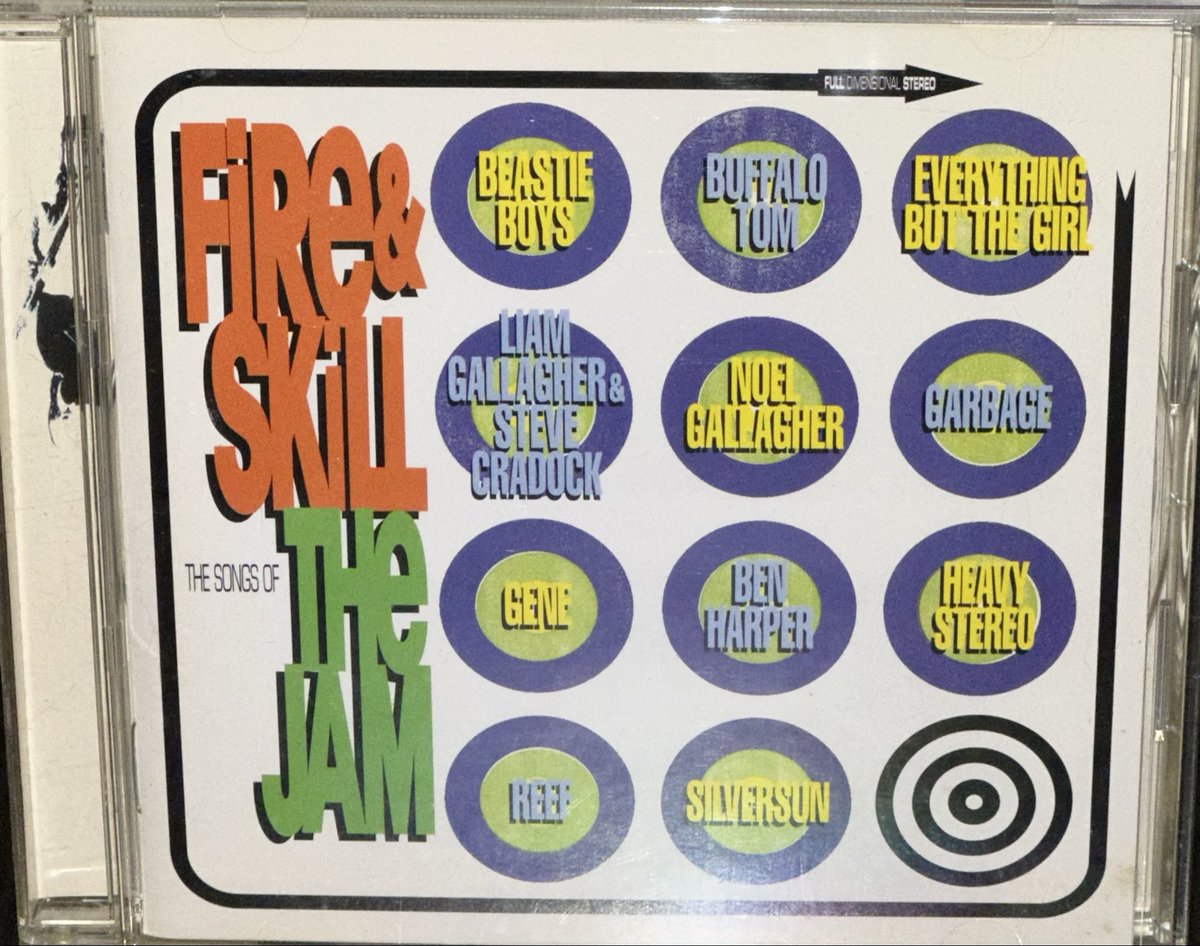 FULL DIMENSIONAL STEREO
FiRe &
SKiLL
THE SONGS OF THe
JAM
BEASTIE
BOYS
BUFFALO
TOM
EVERYTHING
BUT THE GIRL
LIAM
GALLAGHER &
STEVE
CRADOCK
NOEL
GALLAGHER
GARBAGE
GENE
BEN
HARPER
HEAVY
STEREO
REEF
SILVERSUN